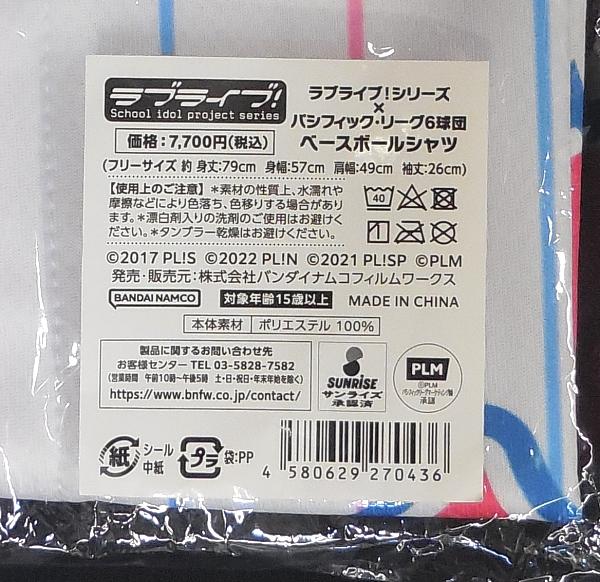 ラブライブ!
School idol project series
ラブライブ!シリーズ
×
パシフィック・リーグ6球団
ベースボールシャツ
価格:7,700円(税込)
(フリーサイズ 約 身丈:79cm 身幅:57cm 肩幅:49cm 袖丈:26cm)
【使用上のご注意】*素材の性質上、水濡れや
摩擦などにより色落ち、色移りする場合があり
ます。*漂白剤入りの洗剤のご使用はお避けく
ださい。*タンブラー乾燥はお避けください。
40
©2017 PL!S ©2022 PL!N ©2021 PL!SP ©PLM
発売・販売元:株式会社バンダイナムコフィルムワークス
BANDAI NAMCO 対象年齢15歳以上 MADE IN CHINA
本体素材 ポリエステル 100%
製品に関するお問い合わせ先
お客様センター TEL 03-5828-7582
(営業時間 午前10時~午後5時 土・日・祝日・年末年始を除く)
https://www.bnfw.co.jp/contact/
SUNRISE
サンライズ
承認済
PLM
©PLM
パシフィックリーグマーケティング(株)
承認
紙 シール
中紙
プラ 袋:PP
4 580629 270436